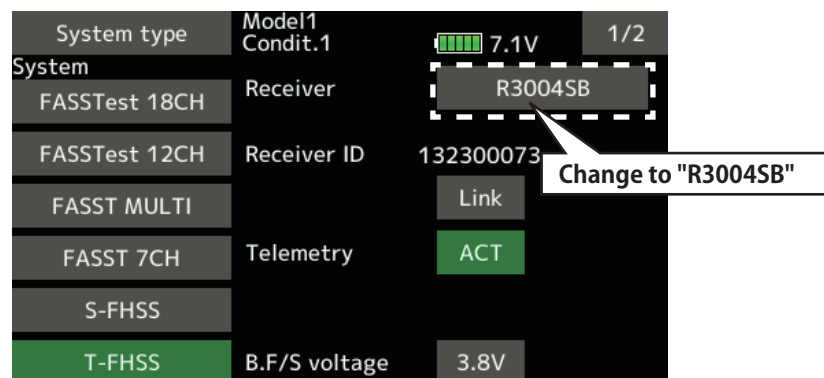 System type
Model1
Condit.1
7.1V
1/2
System
FASSTest 18CH
Receiver
R3004SB
FASSTest 12CH
Receiver ID
132300073
Change to "R3004SB"
FASST MULTI
Link
FASST 7CH
Telemetry
ACT
S-FHSS
T-FHSS
B.F/S voltage
3.8V